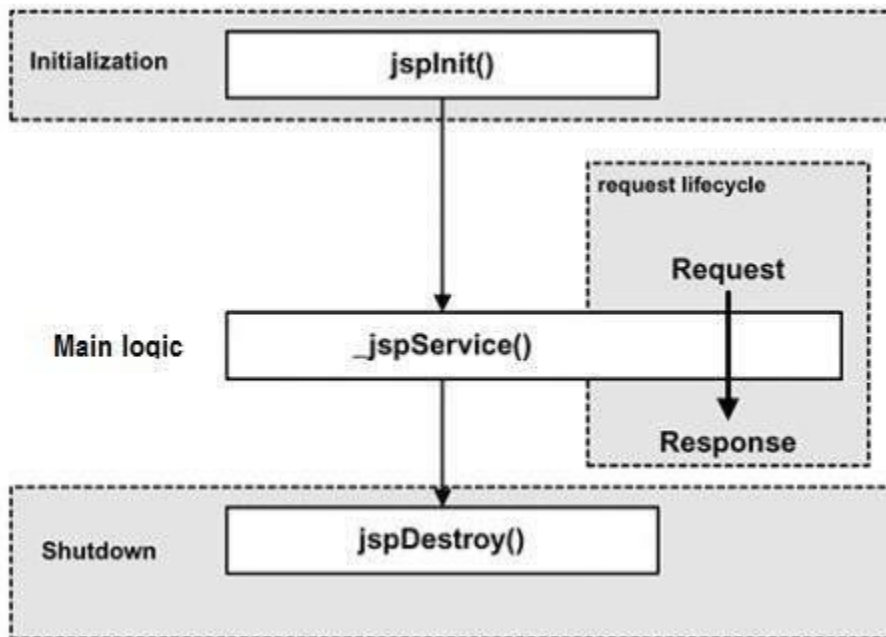 Initialization
jspInit()
request lifecycle
Request
Main logic
_jspService()
Response
jspDestroy()
Shutdown